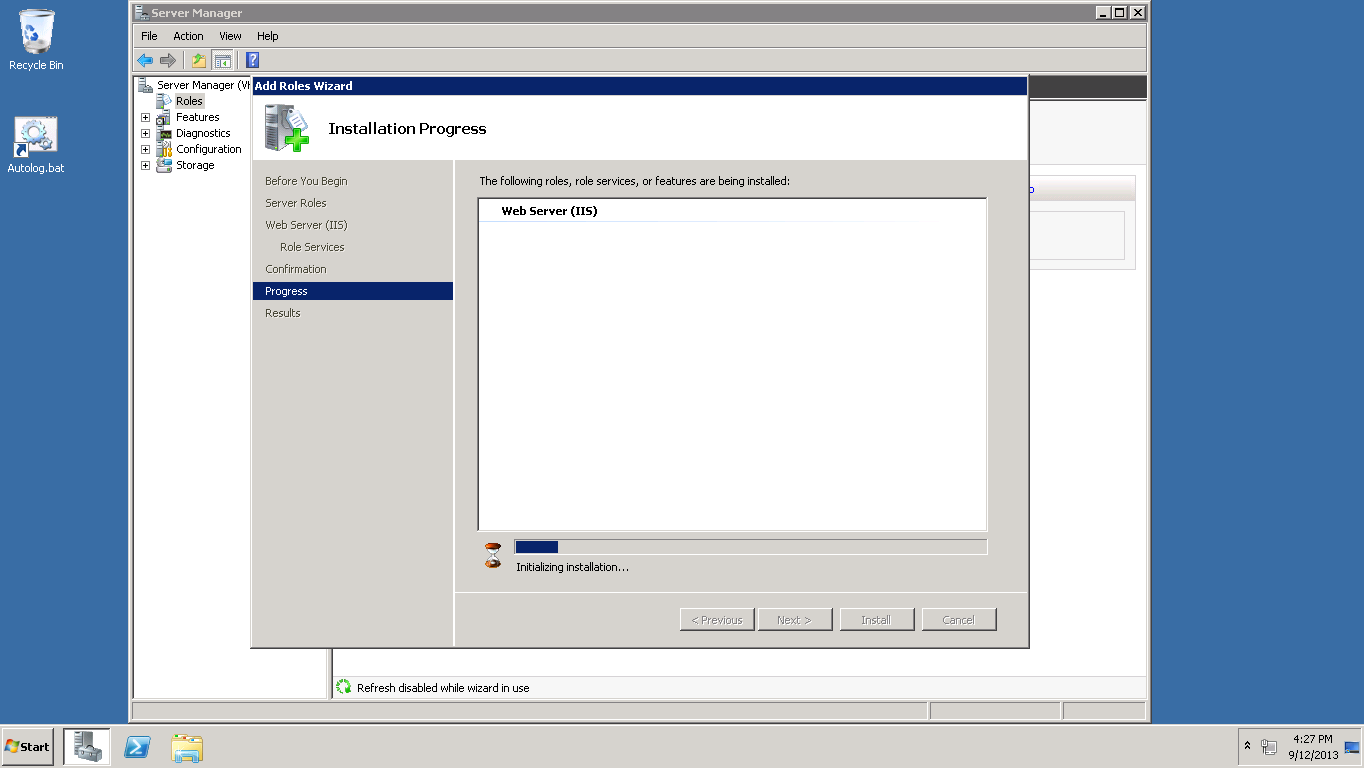 Recycle Bin
Autolog.bat
Server Manager
File Action View Help
Server Manager (
Roles
Features
Diagnostics
Configuration
Storage
Add Roles Wizard
Installation Progress
Before You Begin
Server Roles
Web Server (IIS)
Role Services
Confirmation
Progress
Results
The following roles, role services, or features are being installed:
Web Server (IIS)
Initializing installation...
< Previous Next > Install Cancel
Refresh disabled while wizard in use
Start
4:27 PM
9/12/2013